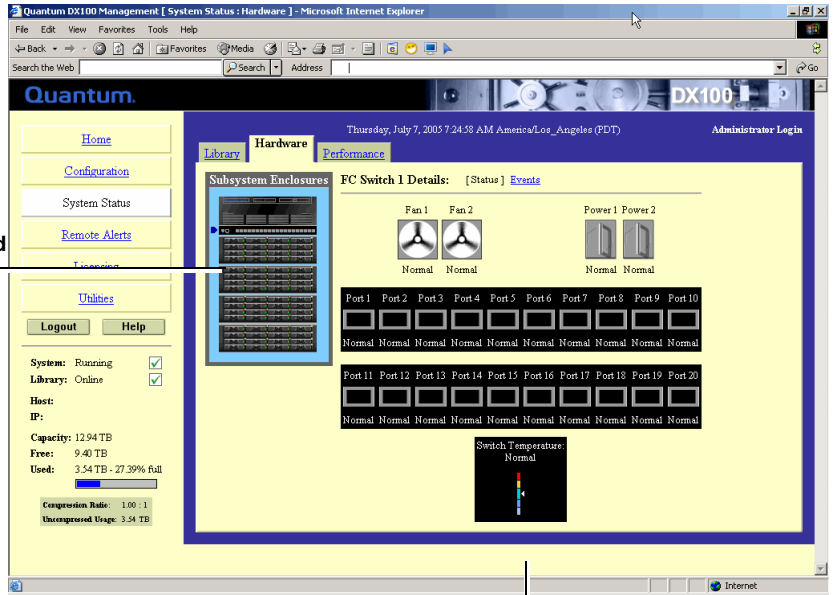 Quantum DX100 Management [ System Status : Hardware ] - Microsoft Internet Explorer
File Edit View Favorites Tools Help
Back Favorites Media
Search the Web Search Address Go
Quantum. DX100
Home
Configuration
System Status
Remote Alerts
Licensing
Utilities
Logout Help
System: Running
Library: Online
Host:
IP:
Capacity: 12.94 TB
Free: 9.40 TB
Used: 3.54 TB - 27.39% full
Compression Ratio: 1.00 : 1
Uncompressed Usage: 3.54 TB
d
Thursday, July 7, 2005 7:24:58 AM America/Los_Angeles (PDT) Administrator Login
Library Hardware Performance
Subsystem Enclosures
FC Switch 1 Details: [ Status ] Events
Fan 1 Fan 2 Power 1 Power 2
Normal Normal Normal Normal
Port 1 Port 2 Port 3 Port 4 Port 5 Port 6 Port 7 Port 8 Port 9 Port 10
Normal Normal Normal Normal Normal Normal Normal Normal Normal Normal
Port 11 Port 12 Port 13 Port 14 Port 15 Port 16 Port 17 Port 18 Port 19 Port 20
Normal Normal Normal Normal Normal Normal Normal Normal Normal Normal
Switch Temperature:
Normal
Internet